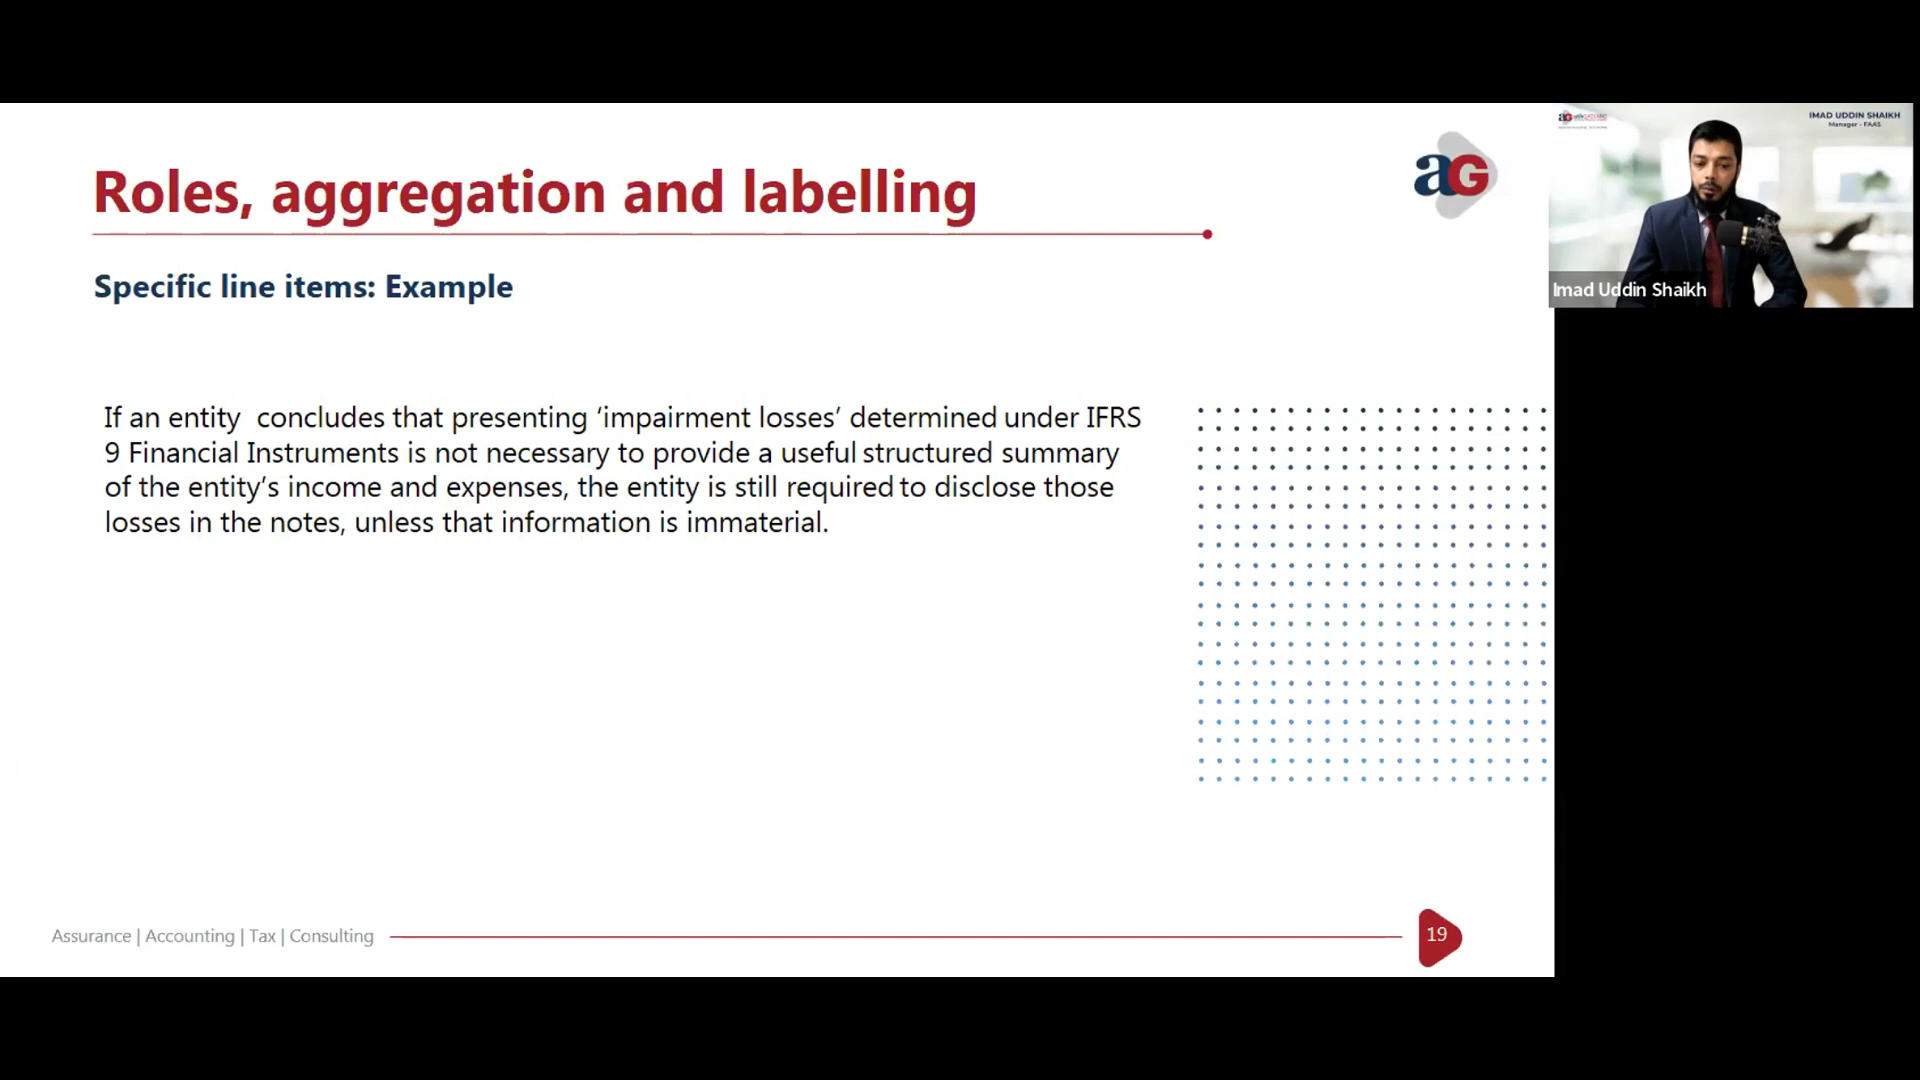 Roles, aggregation and labelling
aG
Specific line items: Example
If an entity concludes that presenting ‘impairment losses’ determined under IFRS
9 Financial Instruments is not necessary to provide a useful structured summary
of the entity’s income and expenses, the entity is still required to disclose those
losses in the notes, unless that information is immaterial.
Assurance | Accounting | Tax | Consulting
19
IMAD UDDIN SHAIKH
Manager - FAAS
Imad Uddin Shaikh